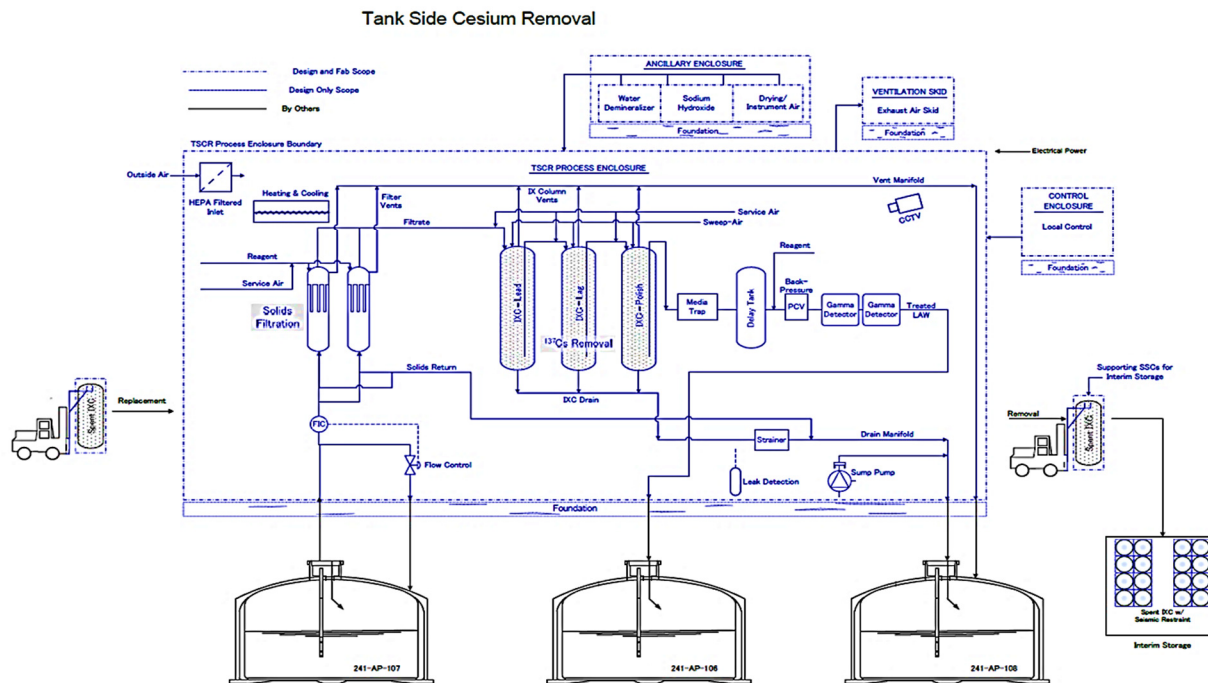 Tank Side Cesium Removal
Design and Fab Scope
Design Only Scope
By Others
ANCILLARY ENCLOSURE
Water
Demineralizer
Sodium
Hydroxide
Drying/
Instrument Air
Foundation
VENTILATION SKID
Exhaust Air Skid
Foundation
TSCR Process Enclosure Boundary
Electrical Power
TSCR PROCESS ENCLOSURE
Outside Air
HEPA Filtered
Inlet
Heating & Cooling
Filter
Vents
IX Column
Vents
Vent Manifold
CCTV
CONTROL
ENCLOSURE
Local Control
Foundation
Filtrate
Service Air
Sweep-Air
Reagent
Service Air
Reagent
Solids
Filtration
IXC-Lead
IXC-Lag
IXC-Polish
137Cs Removal
Media
Trap
Delay Tank
Back-
Pressure
PCV
Gamma
Detector
Gamma
Detector
Treated
LAW
Solids Return
IXC Drain
Supporting SSCs for
Interim Storage
Spent IXC
Replacement
FIC
Flow Control
Strainer
Drain Manifold
Leak Detection
Sump Pump
Removal
Spent IXC
Foundation
241-AP-107
241-AP-106
241-AP-108
Spent IXC w/
Seismic Restraint
Interim Storage